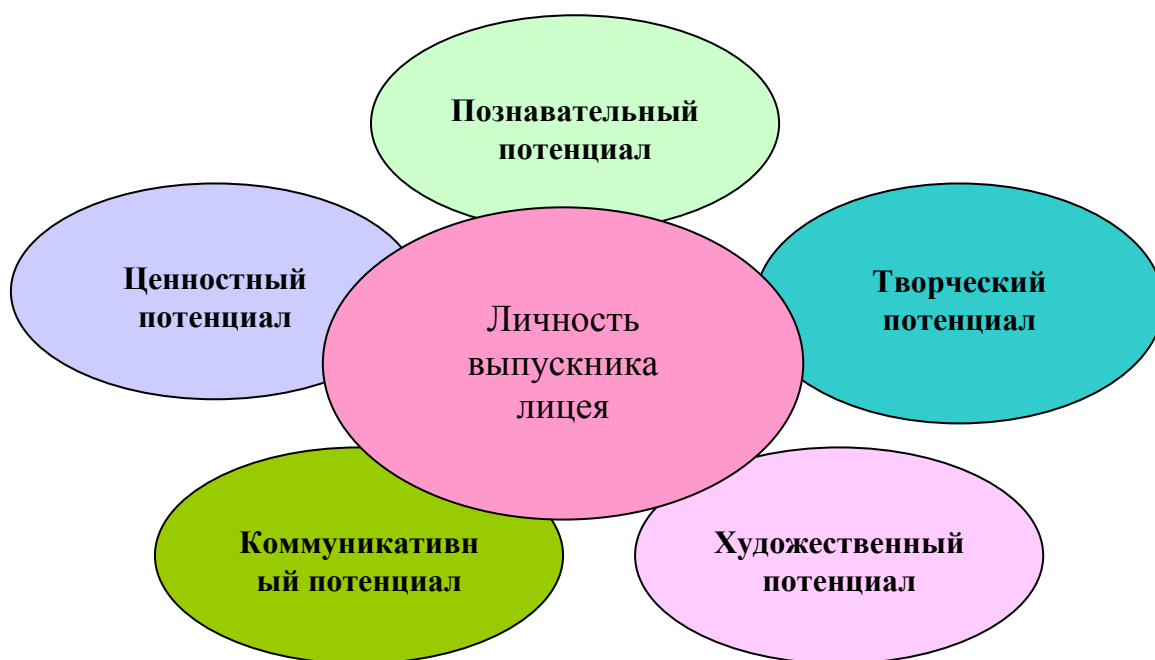 Познавательный
потенциал
Ценностный
потенциал
Творческий
потенциал
Личность
выпускника
лицея
Коммуникативн
ый потенциал
Художественный
потенциал